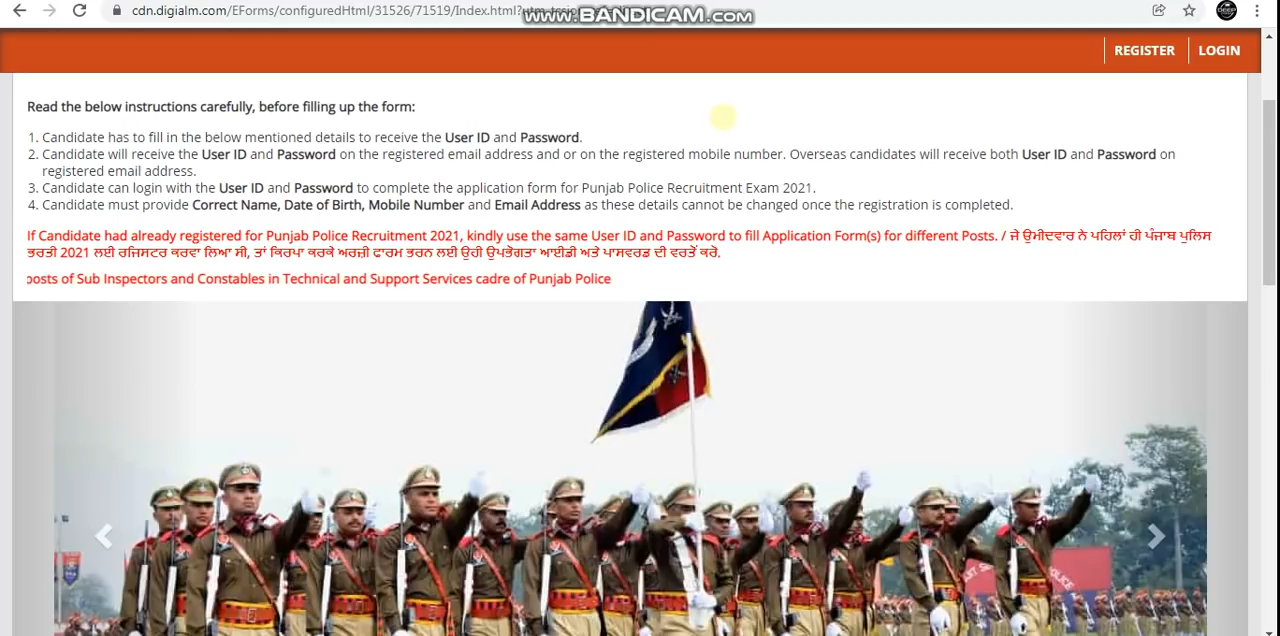 cdn.digialm.com/EForms/configuredHtml/31526/71519/Index.html?
www.BANDICAM.com
REGISTER
LOGIN
Read the below instructions carefully, before filling up the form:
1. Candidate has to fill in the below mentioned details to receive the User ID and Password.
2. Candidate will receive the User ID and Password on the registered email address and or on the registered mobile number. Overseas candidates will receive both User ID and Password on
registered email address.
3. Candidate can login with the User ID and Password to complete the application form for Punjab Police Recruitment Exam 2021.
4. Candidate must provide Correct Name, Date of Birth, Mobile Number and Email Address as these details cannot be changed once the registration is completed.
If Candidate had already registered for Punjab Police Recruitment 2021, kindly use the same User ID and Password to fill Application Form(s) for different Posts. / ਜੇ ਉਮੀਦਵਾਰ ਨੇ ਪਹਿਲਾਂ ਹੀ ਪੰਜਾਬ ਪੁਲਿਸ
ਭਰਤੀ 2021 ਲਈ ਰਜਿਸਟਰ ਕਰਵਾ ਲਿਆ ਸੀ, ਤਾਂ ਕਿਰਪਾ ਕਰਕੇ ਅਰਜ਼ੀ ਫਾਰਮ ਭਰਨ ਲਈ ਉਹੀ ਉਪਭੋਗਤਾ ਆਈਡੀ ਅਤੇ ਪਾਸਵਰਡ ਦੀ ਵਰਤੋਂ ਕਰੋ.
posts of Sub Inspectors and Constables in Technical and Support Services cadre of Punjab Police